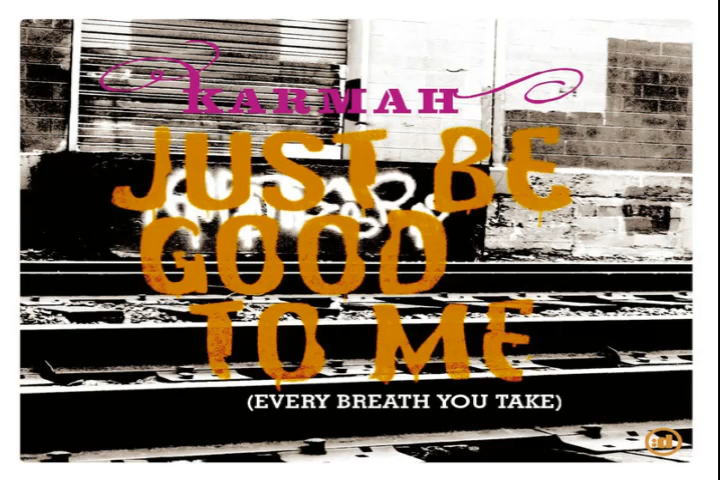 KARMAH
JUST BE
GOOD
TO ME
(EVERY BREATH YOU TAKE)
:d